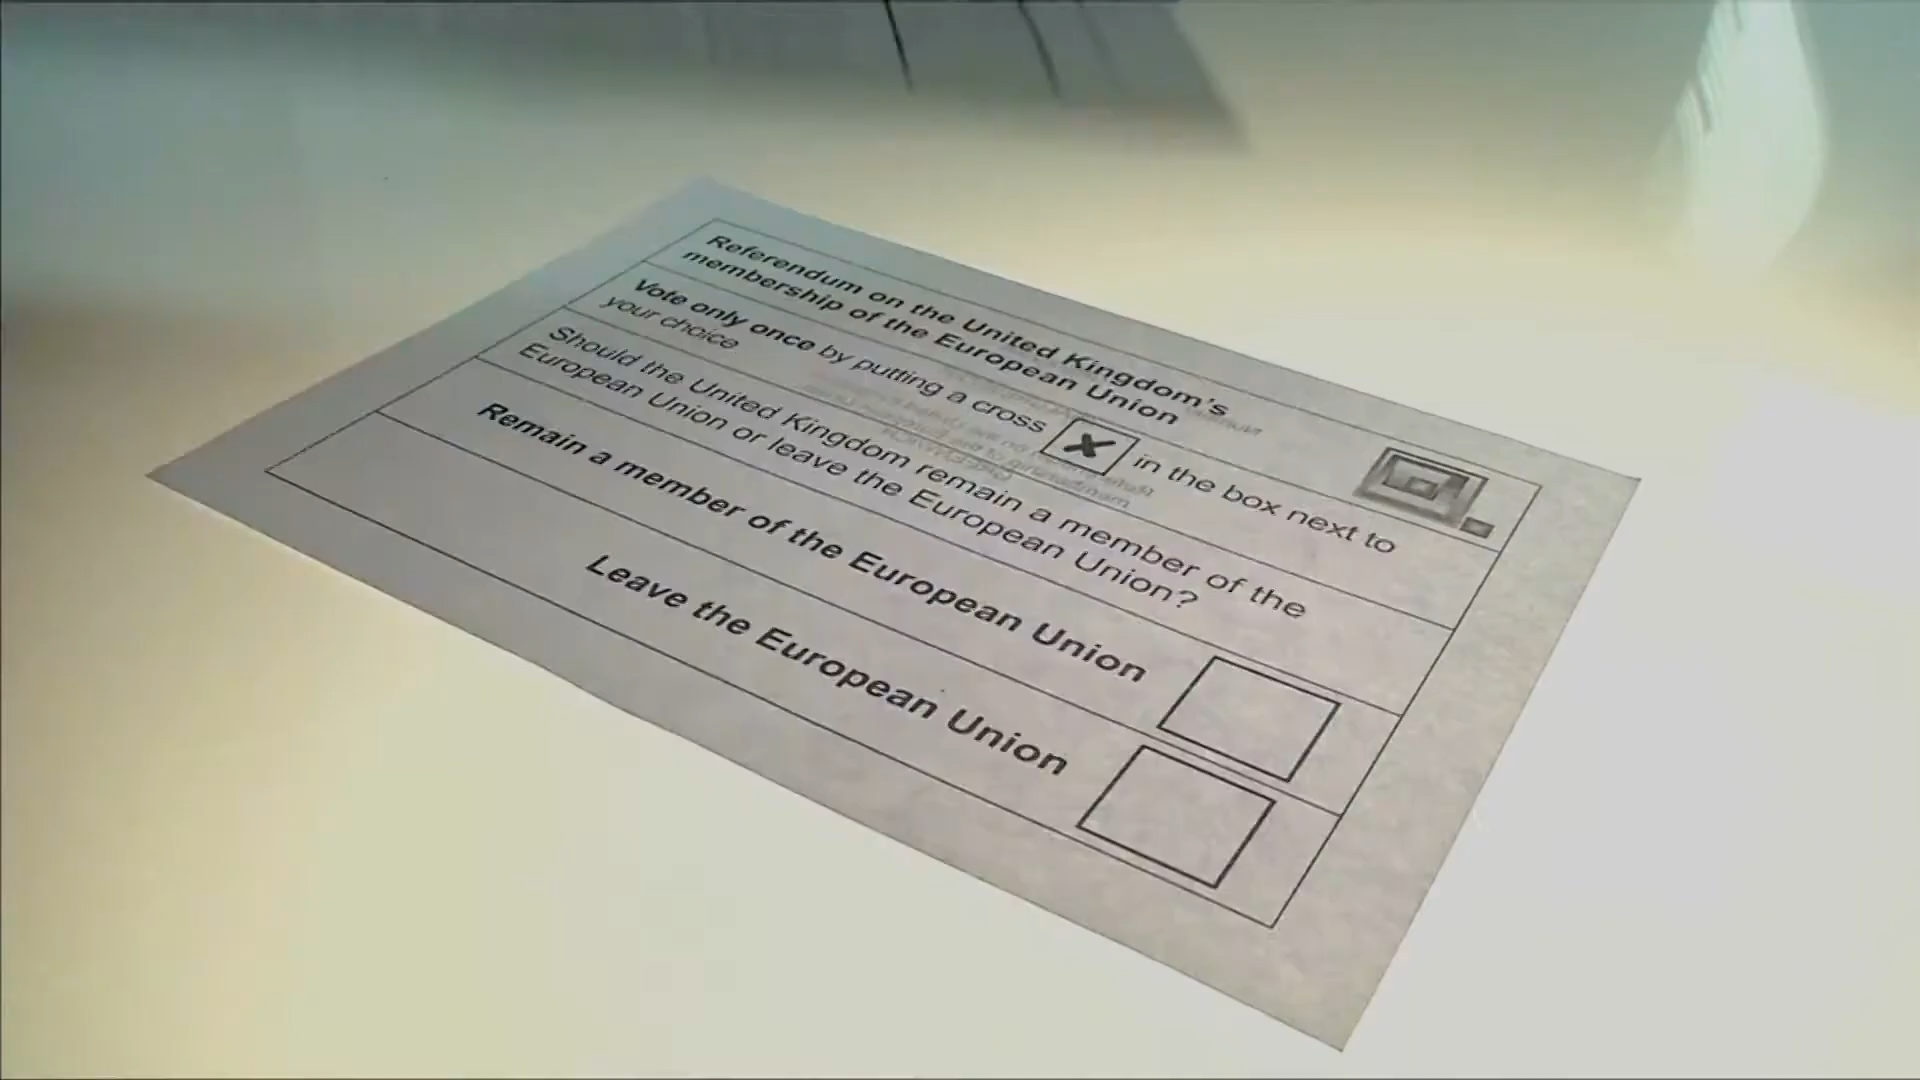 Referendum on the United Kingdom's
membership of the European Union
Vote only once by putting a cross in the box next to
your choice
Should the United Kingdom remain a member of the
European Union or leave the European Union?
Remain a member of the European Union
Leave the European Union